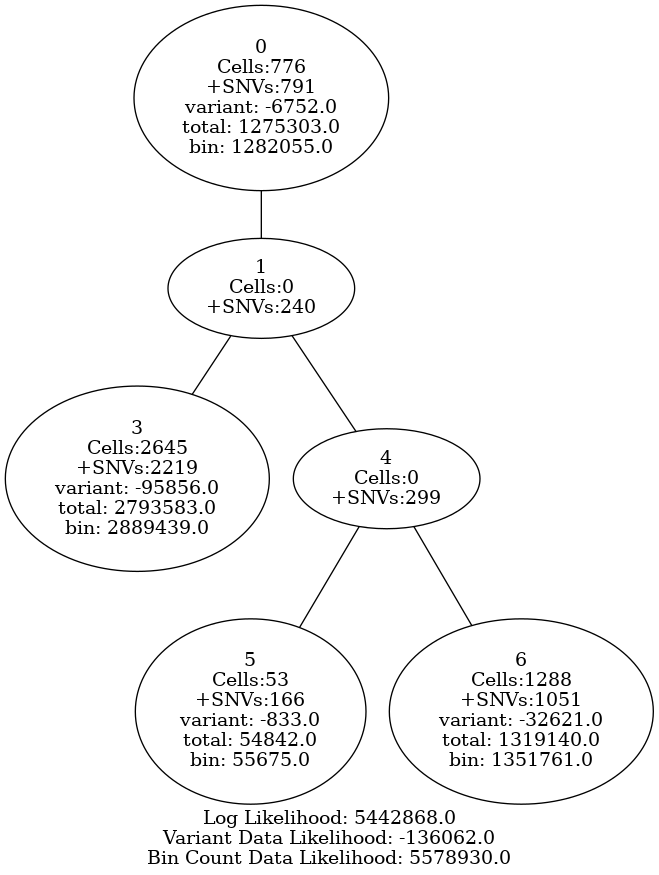 0
Cells:776
+SNVs:791
variant: -6752.0
total: 1275303.0
bin: 1282055.0
1
Cells:0
+SNVs:240
3
Cells:2645
+SNVs:2219
variant: -95856.0
total: 2793583.0
bin: 2889439.0
4
Cells:0
+SNVs:299
5
Cells:53
+SNVs:166
variant: -833.0
total: 54842.0
bin: 55675.0
6
Cells:1288
+SNVs:1051
variant: -32621.0
total: 1319140.0
bin: 1351761.0
Log Likelihood: 5442868.0
Variant Data Likelihood: -136062.0
Bin Count Data Likelihood: 5578930.0